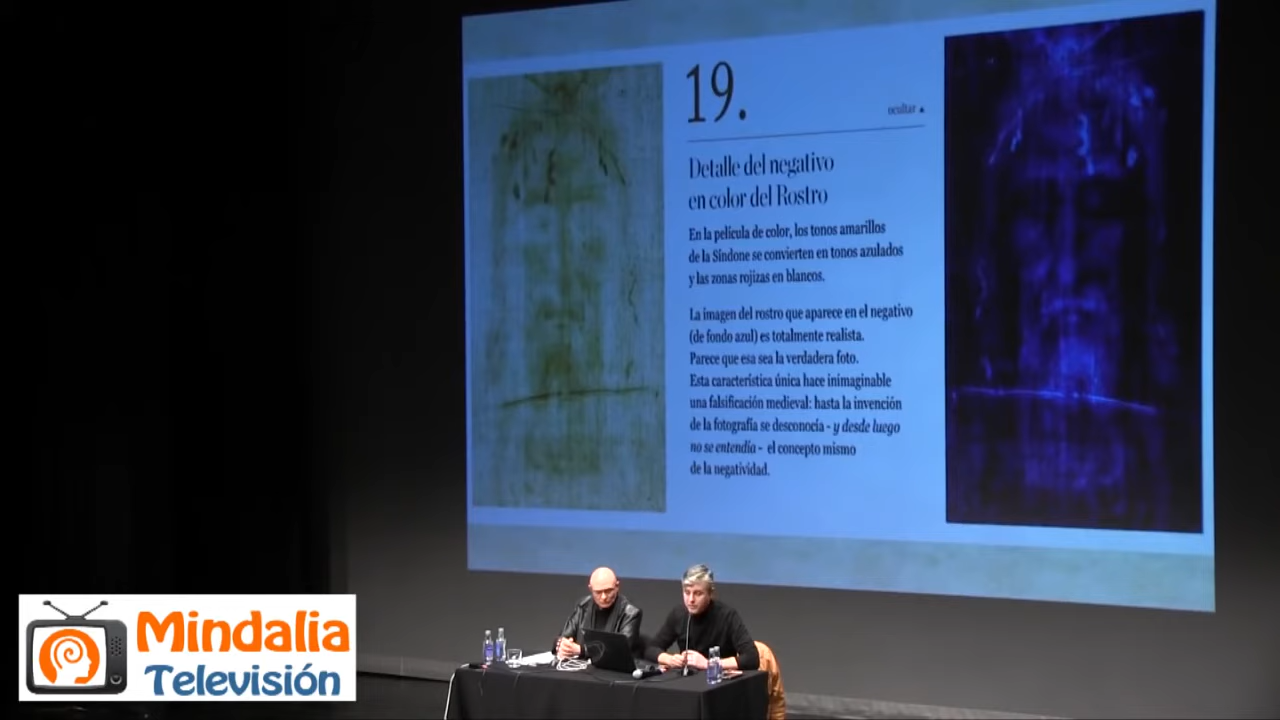 19.
ocultar ▲
Detalle del negativo
en color del Rostro
En la película de color, los tonos amarillos
de la Síndone se convierten en tonos azulados
y las zonas rojizas en blancos.
La imagen del rostro que aparece en el negativo
(de fondo azul) es totalmente realista.
Parece que esa sea la verdadera foto.
Esta característica única hace inimaginable
una falsificación medieval: hasta la invención
de la fotografía se desconocía - y desde luego
no se entendía - el concepto mismo
de la negatividad.
Mindalia
Televisión